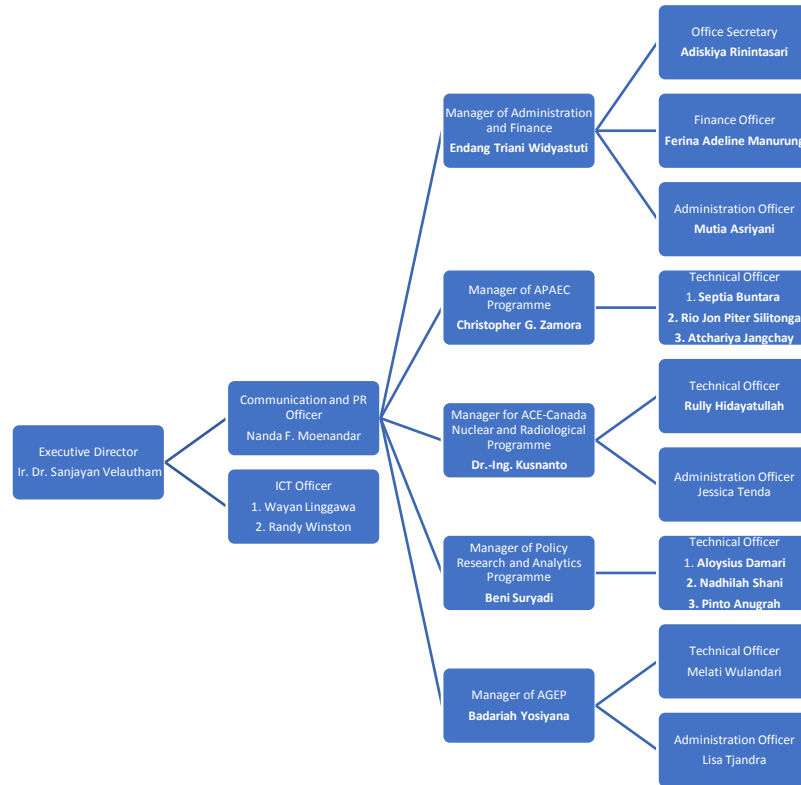 Executive Director
Ir. Dr. Sanjayan Velautham
Communication and PR
Officer
Nanda F. Moenandar
ICT Officer
1. Wayan Linggawa
2. Randy Winston
Manager of Administration
and Finance
Endang Triani Widyastuti
Office Secretary
Adiskiya Rinintasari
Finance Officer
Ferina Adeline Manurung
Administration Officer
Mutia Asriyani
Manager of APAEC
Programme
Christopher G. Zamora
Technical Officer
1. Septia Buntara
2. Rio Jon Piter Silitonga
3. Atchariya Jangchay
Manager for ACE-Canada
Nuclear and Radiological
Programme
Dr.-Ing. Kusnanto
Technical Officer
Rully Hidayatullah
Administration Officer
Jessica Tenda
Manager of Policy
Research and Analytics
Programme
Beni Suryadi
Technical Officer
1. Aloysius Damari
2. Nadhilah Shani
3. Pinto Anugrah
Manager of AGEP
Badariah Yosiyana
Technical Officer
Melati Wulandari
Administration Officer
Lisa Tjandra